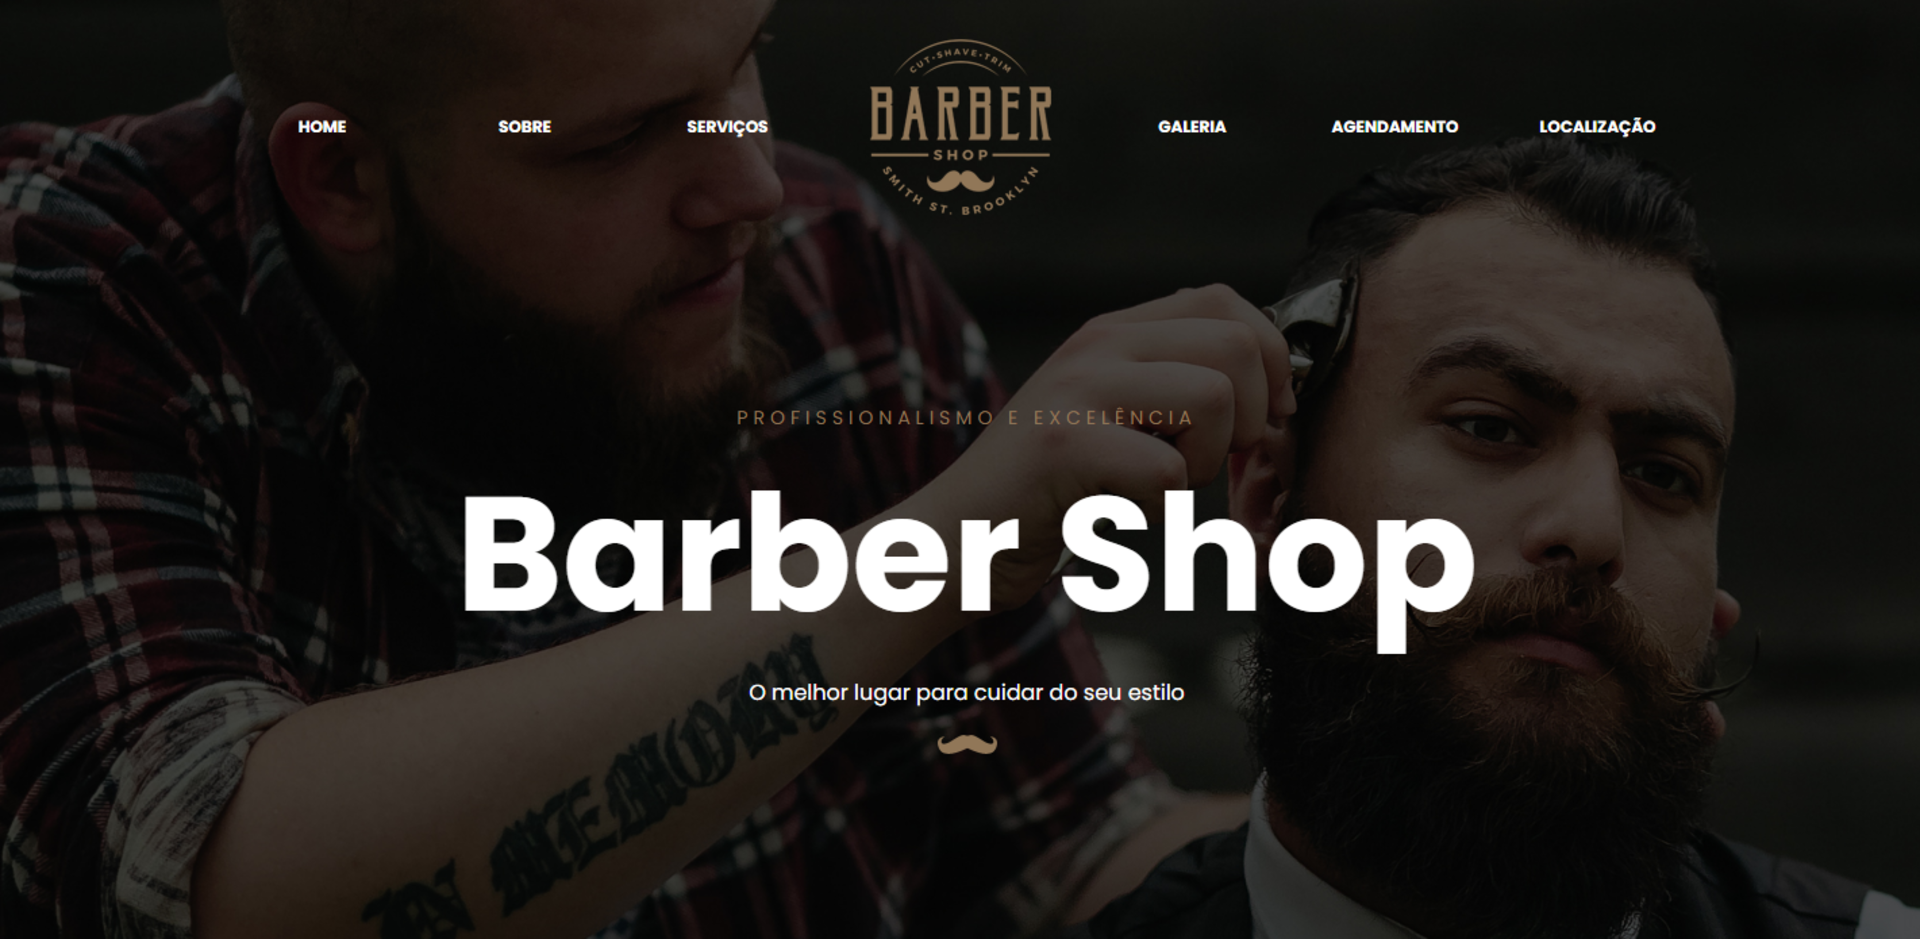 CUT•SHAVE•TRIM
HOME SOBRE SERVIÇOS BARBER GALERIA AGENDAMENTO LOCALIZAÇÃO
SHOP
SMITH ST. BROOKLYN
PROFISSIONALISMO E EXCELÊNCIA
Barber Shop
O melhor lugar para cuidar do seu estilo
IN MEMORY